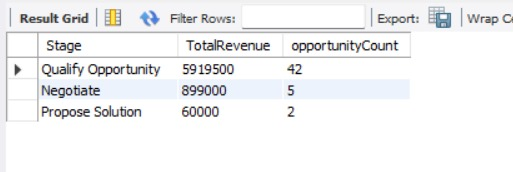 Result Grid Filter Rows: Export: Wrap
Stage TotalRevenue opportunityCount
Qualify Opportunity 5919500 42
Negotiate 899000 5
Propose Solution 60000 2